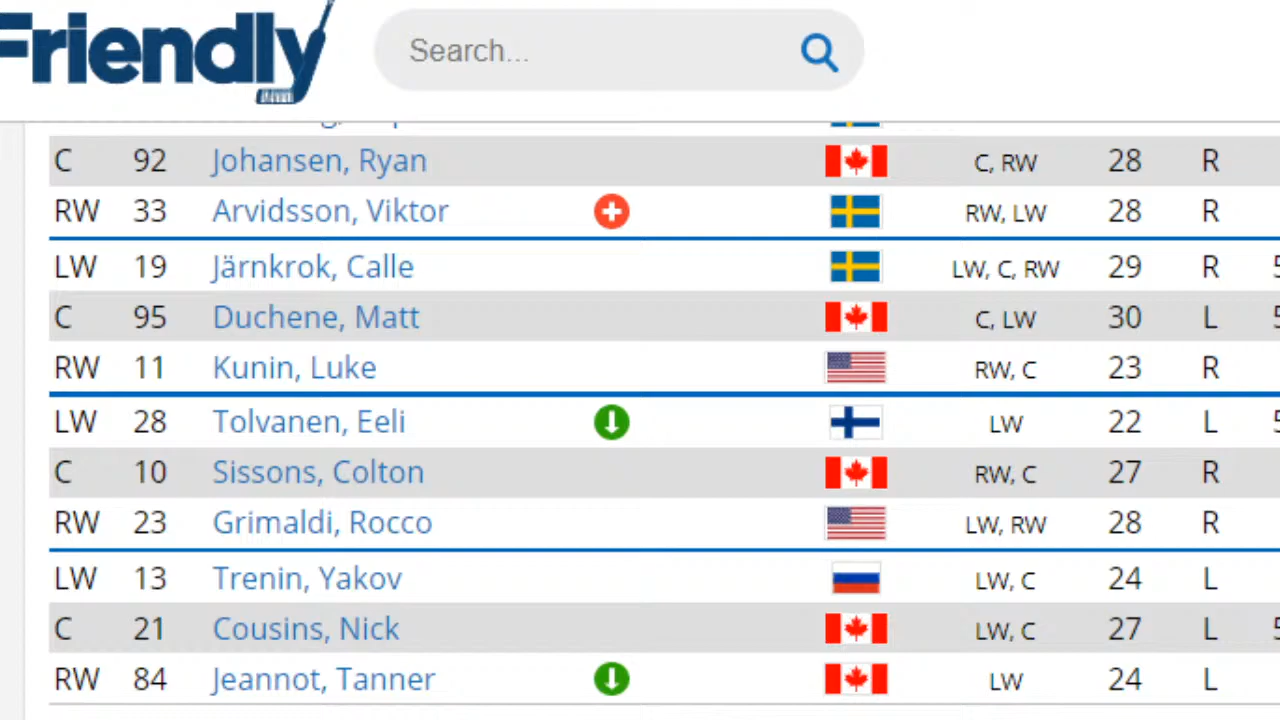 Friendly
Search...
C 92 Johansen, Ryan C, RW 28 R
RW 33 Arvidsson, Viktor RW, LW 28 R
LW 19 Järnkrok, Calle LW, C, RW 29 R
C 95 Duchene, Matt C, LW 30 L
RW 11 Kunin, Luke RW, C 23 R
LW 28 Tolvanen, Eeli LW 22 L
C 10 Sissons, Colton RW, C 27 R
RW 23 Grimaldi, Rocco LW, RW 28 R
LW 13 Trenin, Yakov LW, C 24 L
C 21 Cousins, Nick LW, C 27 L
RW 84 Jeannot, Tanner LW 24 L